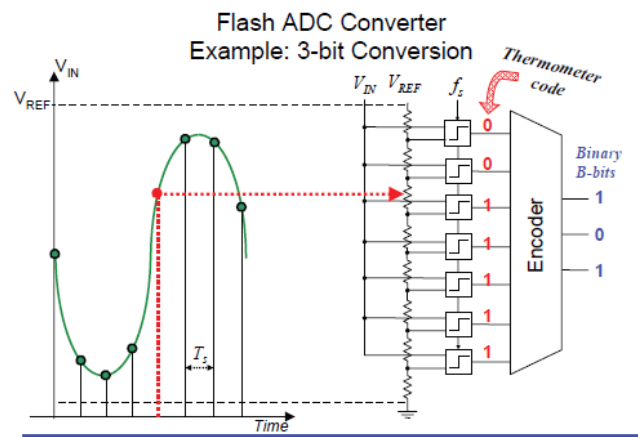 Flash ADC Converter
Example: 3-bit Conversion
V_IN
V_REF
T_s
Time
V_IN V_REF f_s
Thermometer
code
0
0
1
1
1
1
1
Encoder
Binary
B-bits
1
0
1